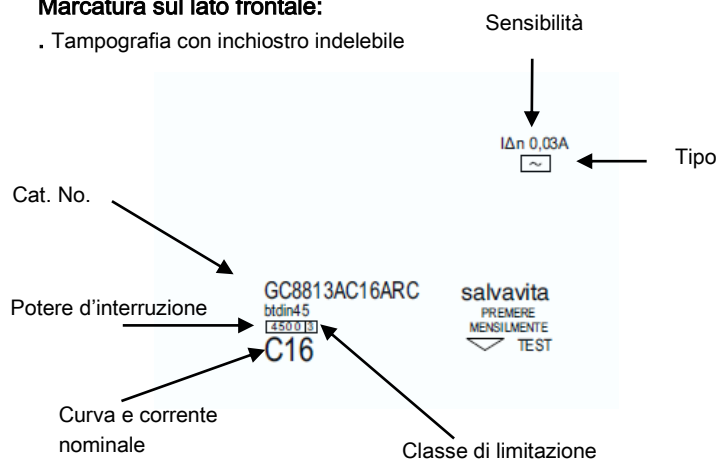 Marcatura sul lato frontale:
. Tampografia con inchiostro indelebile
Sensibilità
I∆n 0,03A
~
Tipo
Cat. No.
GC8813AC16ARC
btdin45
4500 3
C16
salvavita
PREMERE
MENSILMENTE
TEST
Potere d'interruzione
Curva e corrente
nominale
Classe di limitazione